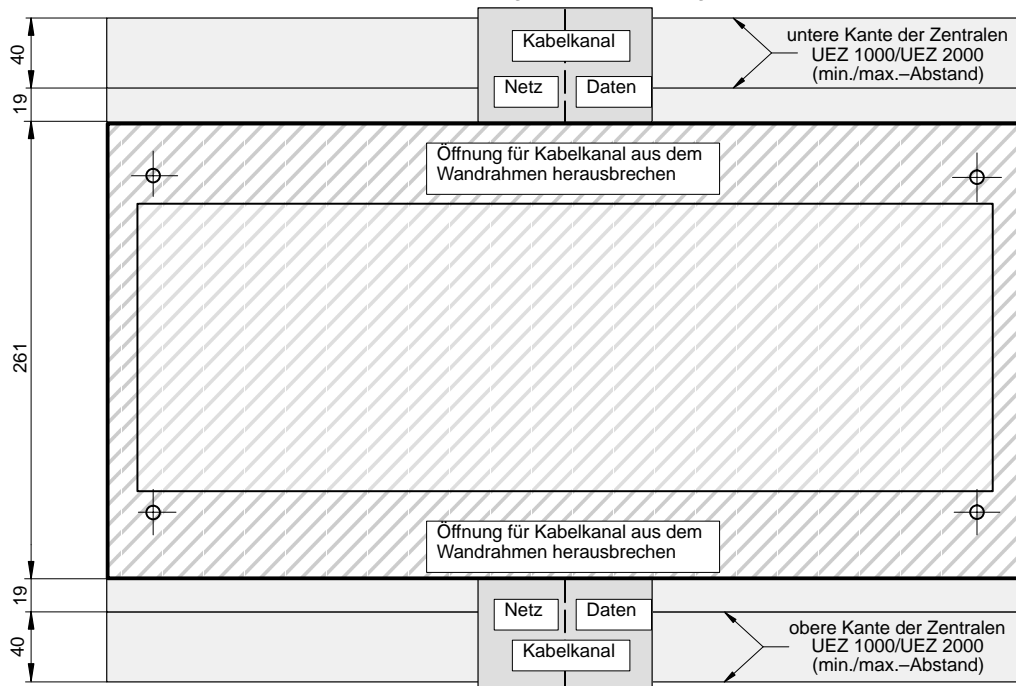 Kabelkanal
Netz
Daten
untere Kante der Zentralen
UEZ 1000/UEZ 2000
(min./max.–Abstand)
40
19
Öffnung für Kabelkanal aus dem
Wandrahmen herausbrechen
261
Öffnung für Kabelkanal aus dem
Wandrahmen herausbrechen
19
40
Netz
Daten
Kabelkanal
obere Kante der Zentralen
UEZ 1000/UEZ 2000
(min./max.–Abstand)